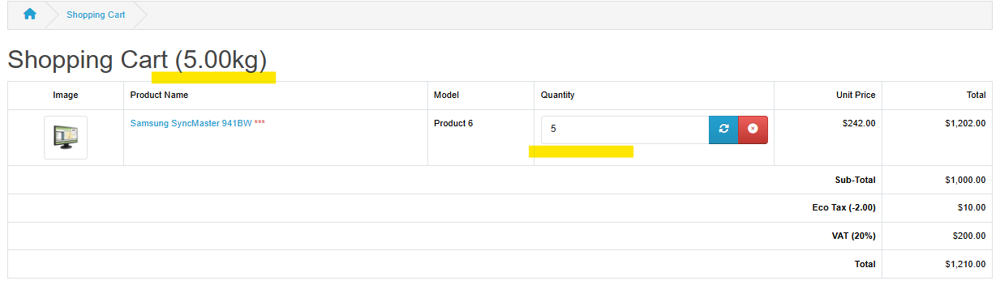 Shopping Cart
Shopping Cart (5.00kg)
Image Product Name Model Quantity Unit Price Total
Samsung SyncMaster 941BW *** Product 6 5 $242.00 $1,202.00
Sub-Total $1,000.00
Eco Tax (-2.00) $10.00
VAT (20%) $200.00
Total $1,210.00